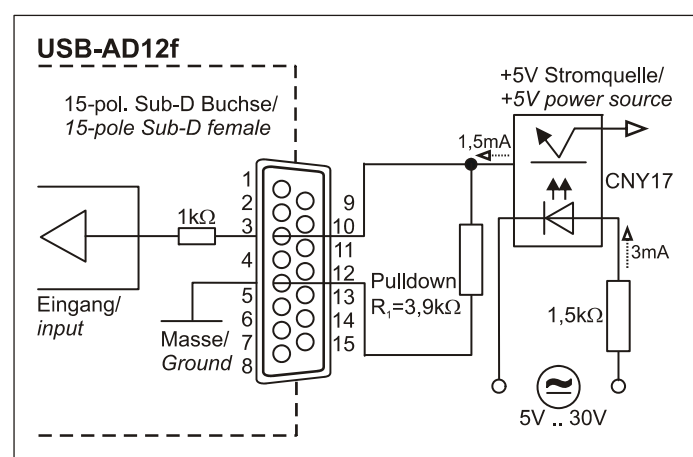 USB-AD12f
15-pol. Sub-D Buchse/
15-pole Sub-D female
+5V Stromquelle/
+5V power source
1,5mA
CNY17
1
2
3
4
5
6
7
8
9
10
11
12
13
14
15
1kΩ
Eingang/
input
Masse/
Ground
Pulldown
R1=3,9kΩ
3mA
1,5kΩ
5V .. 30V